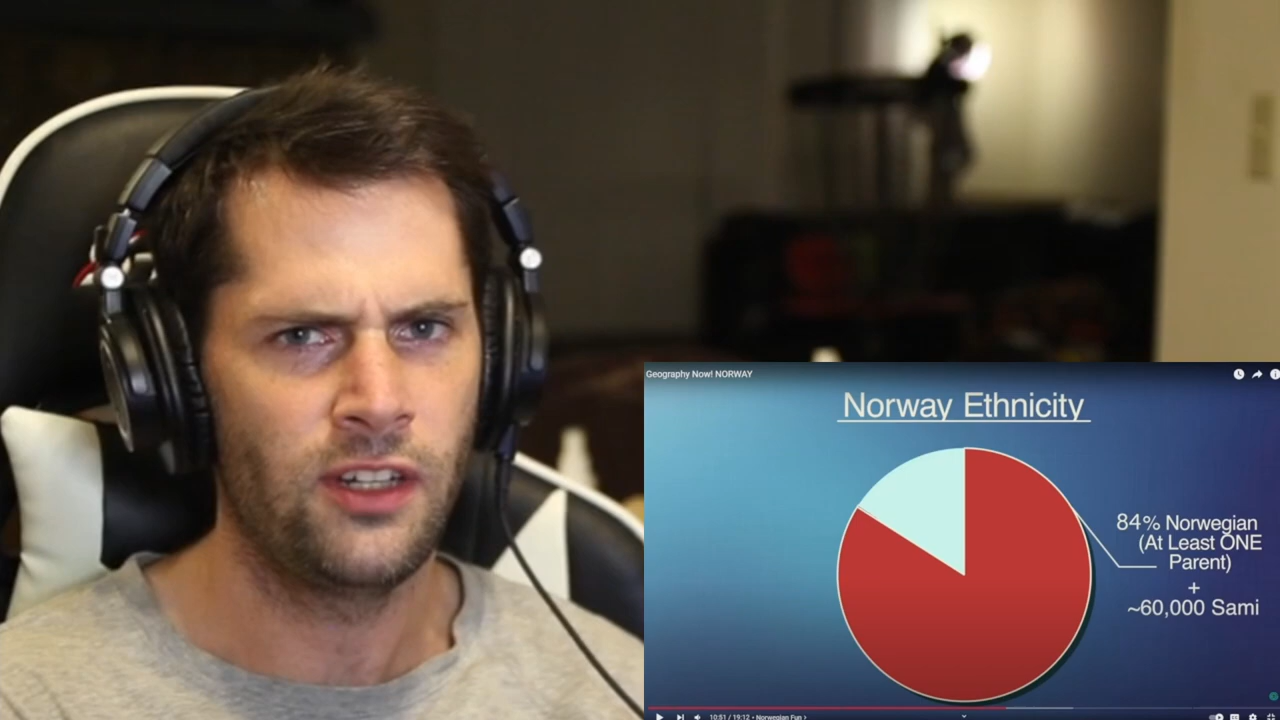 Geography Now! NORWAY
Norway Ethnicity
84% Norwegian
(At Least ONE
Parent)
+
~60,000 Sami
10:51 / 19:12 • Norwegian Fun ›